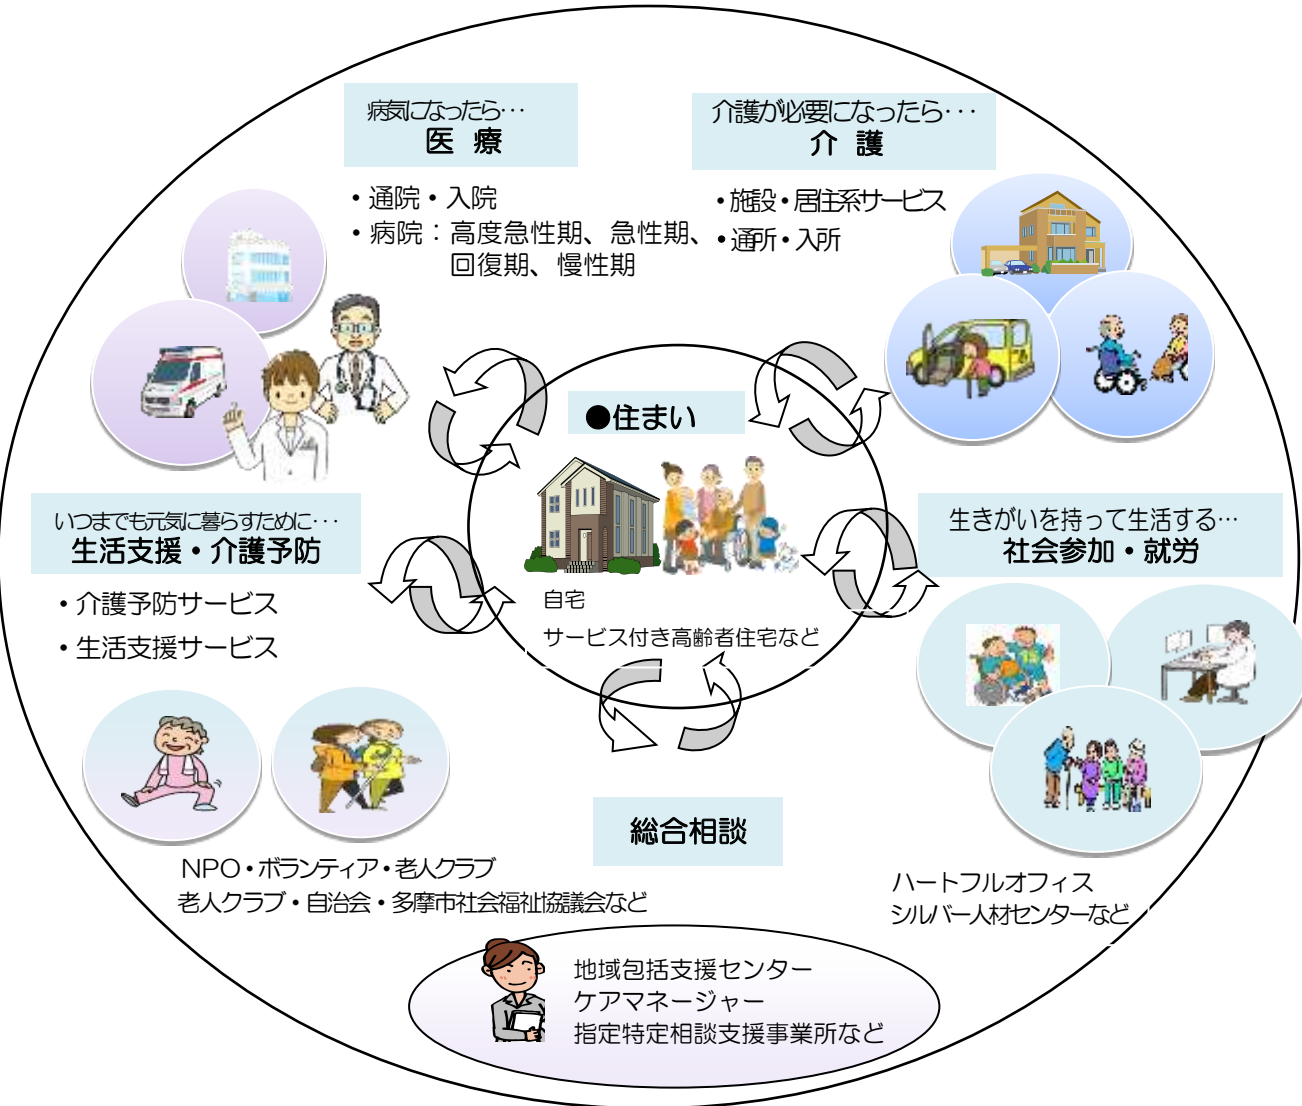 病気になったら･･･
医 療
・通院・入院
・病院：高度急性期、急性期、
回復期、慢性期
介護が必要になったら･･･
介 護
・施設・居住系サービス
・通所・入所
●住まい
自宅
サービス付き高齢者住宅など
いつまでも元気に暮らすために･･･
生活支援・介護予防
・介護予防サービス
・生活支援サービス
NPO・ボランティア・老人クラブ
老人クラブ・自治会・多摩市社会福祉協議会など
生きがいを持って生活する…
社会参加・就労
ハートフルオフィス
シルバー人材センターなど
総合相談
地域包括支援センター
ケアマネージャー
指定特定相談支援事業所など